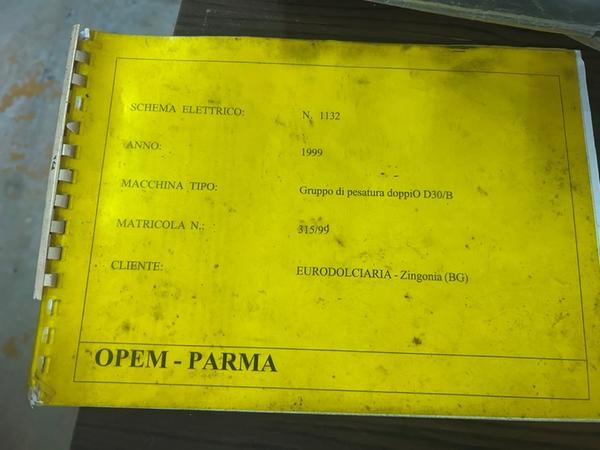 SCHEMA ELETTRICO: N. 1132
ANNO: 1999
MACCHINA TIPO: Gruppo di pesatura doppiO D30/B
MATRICOLA N.: 315/99
CLIENTE: EURODOLCIARIA - Zingonia (BG)
OPEM - PARMA